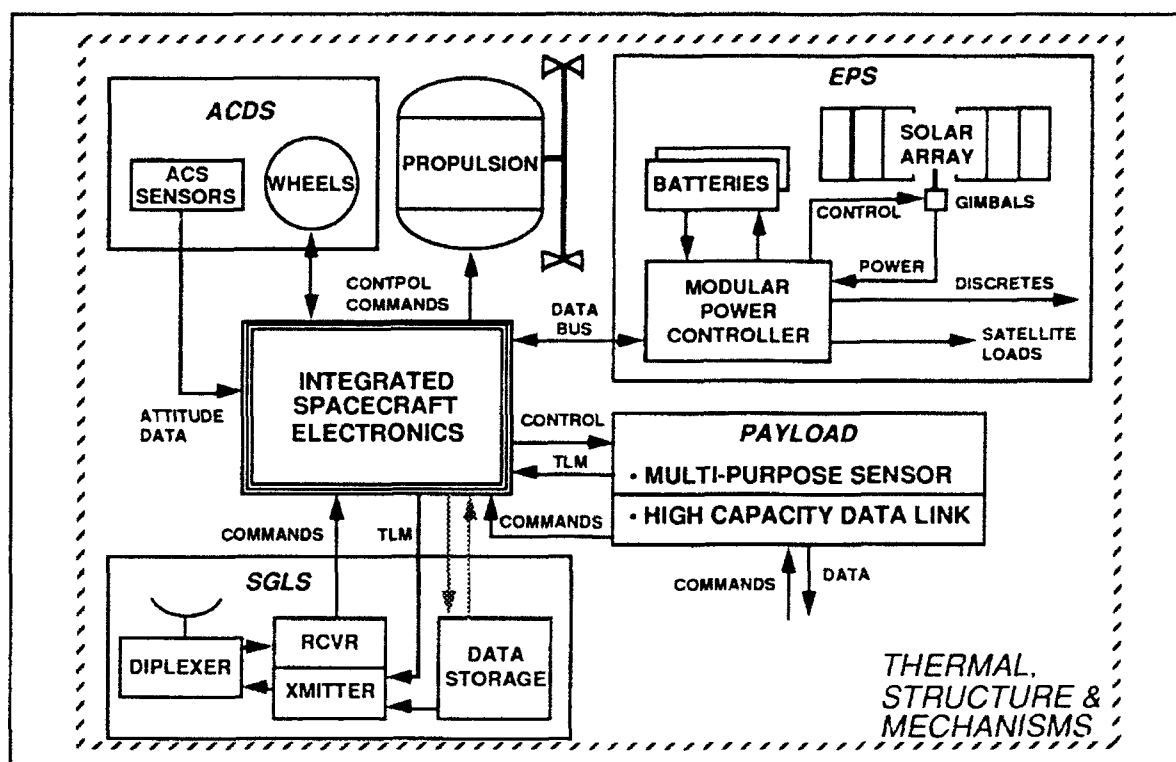 ACDS
ACS
SENSORS
WHEELS
PROPULSION
EPS
SOLAR
ARRAY
BATTERIES
CONTROL
GIMBALS
POWER
MODULAR
POWER
CONTROLLER
DISCRETES
SATELLITE
LOADS
CONTPOL
COMMANDS
DATA
BUS
INTEGRATED
SPACECRAFT
ELECTRONICS
ATTITUDE
DATA
CONTROL
TLM
COMMANDS
PAYLOAD
• MULTI-PURPOSE SENSOR
• HIGH CAPACITY DATA LINK
COMMANDS
DATA
COMMANDS
TLM
SGLS
DIPLEXER
RCVR
XMITTER
DATA
STORAGE
THERMAL,
STRUCTURE &
MECHANISMS